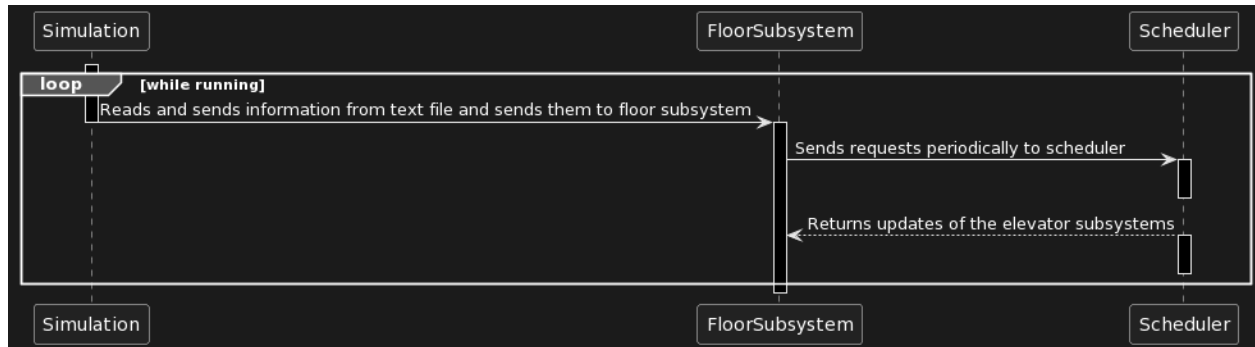 Simulation FloorSubsystem Scheduler
loop [while running]
Reads and sends information from text file and sends them to floor subsystem
Sends requests periodically to scheduler
Returns updates of the elevator subsystems
Simulation FloorSubsystem Scheduler